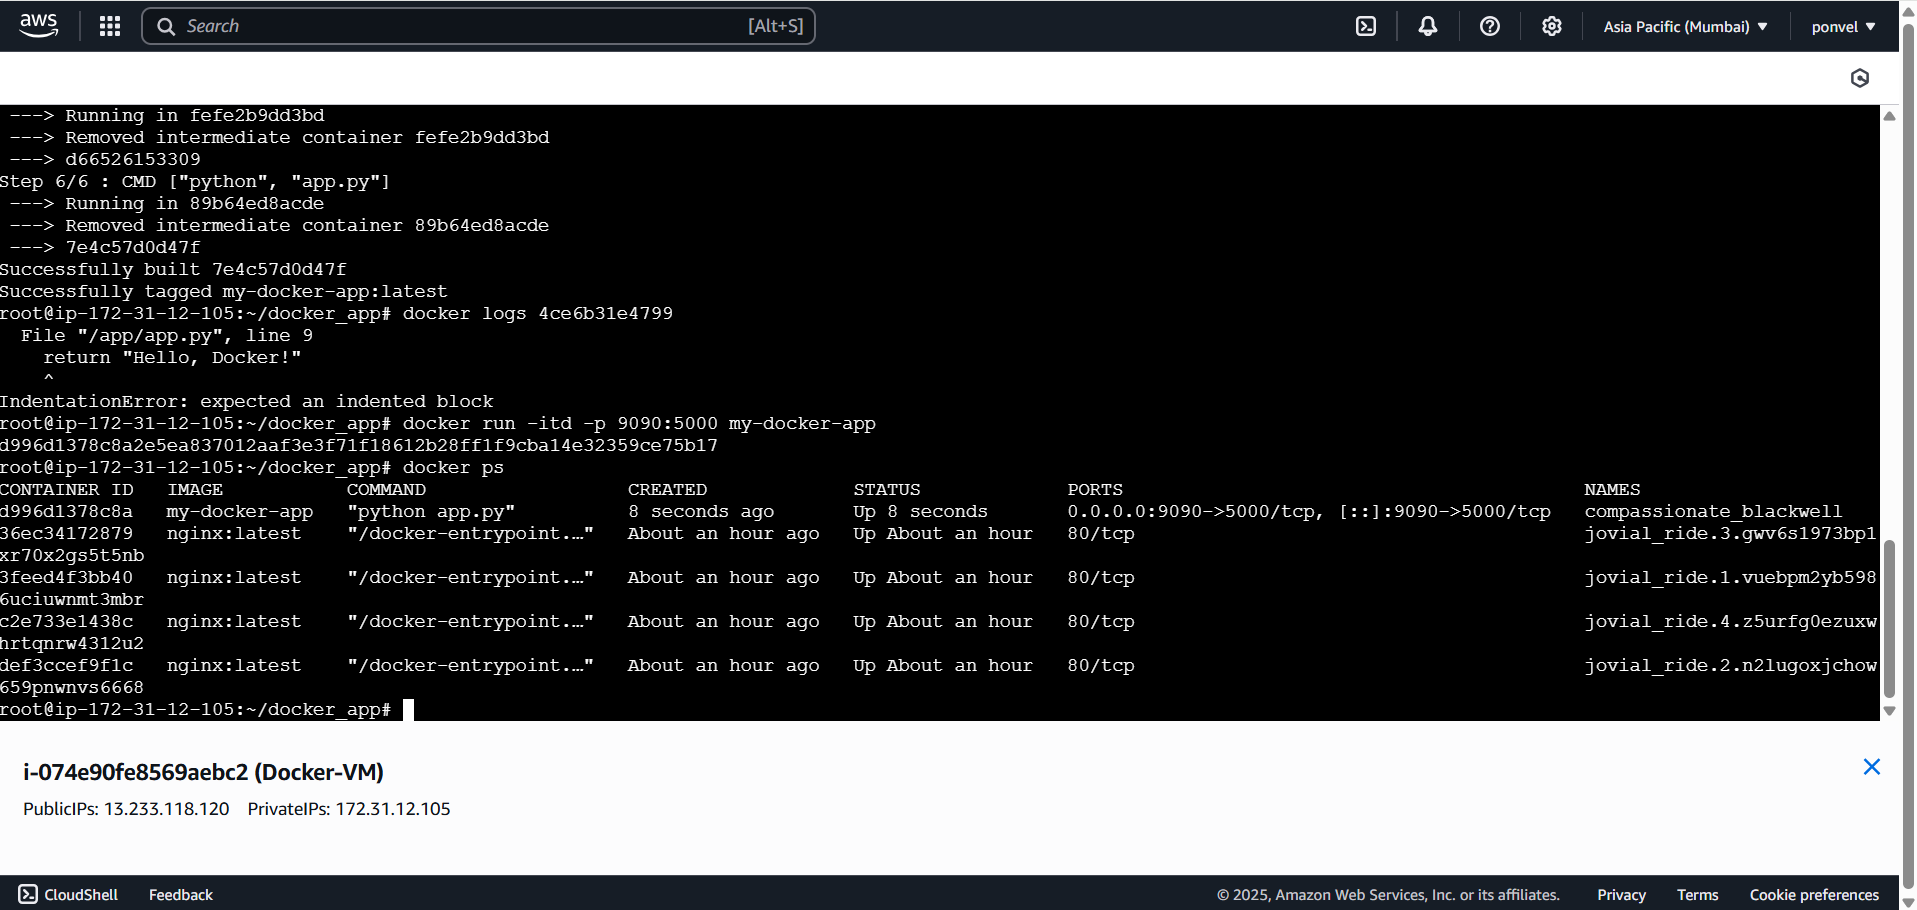 aws
Search [Alt+S]
Asia Pacific (Mumbai)
ponvel
---> Running in fefe2b9dd3bd
---> Removed intermediate container fefe2b9dd3bd
---> d66526153309
Step 6/6 : CMD ["python", "app.py"]
---> Running in 89b64ed8acde
---> Removed intermediate container 89b64ed8acde
---> 7e4c57d0d47f
Successfully built 7e4c57d0d47f
Successfully tagged my-docker-app:latest
root@ip-172-31-12-105:~/docker_app# docker logs 4ce6b31e4799
File "/app/app.py", line 9
return "Hello, Docker!"
^
IndentationError: expected an indented block
root@ip-172-31-12-105:~/docker_app# docker run -itd -p 9090:5000 my-docker-app
d996d1378c8a2e5ea837012aaf3e3f71f18612b28ff1f9cba14e32359ce75b17
root@ip-172-31-12-105:~/docker_app# docker ps
CONTAINER ID IMAGE COMMAND CREATED STATUS PORTS NAMES
d996d1378c8a my-docker-app "python app.py" 8 seconds ago Up 8 seconds 0.0.0.0:9090->5000/tcp, [::]:9090->5000/tcp compassionate_blackwell
36ec34172879 nginx:latest "/docker-entrypoint.…" About an hour ago Up About an hour 80/tcp jovial_ride.3.gwv6s1973bp1
xr70x2gs5t5nb
3feed4f3bb40 nginx:latest "/docker-entrypoint.…" About an hour ago Up About an hour 80/tcp jovial_ride.1.vuebpm2yb598
6uciuwnmt3mbr
c2e733e1438c nginx:latest "/docker-entrypoint.…" About an hour ago Up About an hour 80/tcp jovial_ride.4.z5urfg0ezuxw
hrtqnrw4312u2
def3ccef9f1c nginx:latest "/docker-entrypoint.…" About an hour ago Up About an hour 80/tcp jovial_ride.2.n2lugoxjchow
659pnwnvs6668
root@ip-172-31-12-105:~/docker_app#
i-074e90fe8569aebc2 (Docker-VM)
PublicIPs: 13.233.118.120 PrivateIPs: 172.31.12.105
CloudShell Feedback © 2025, Amazon Web Services, Inc. or its affiliates. Privacy Terms Cookie preferences